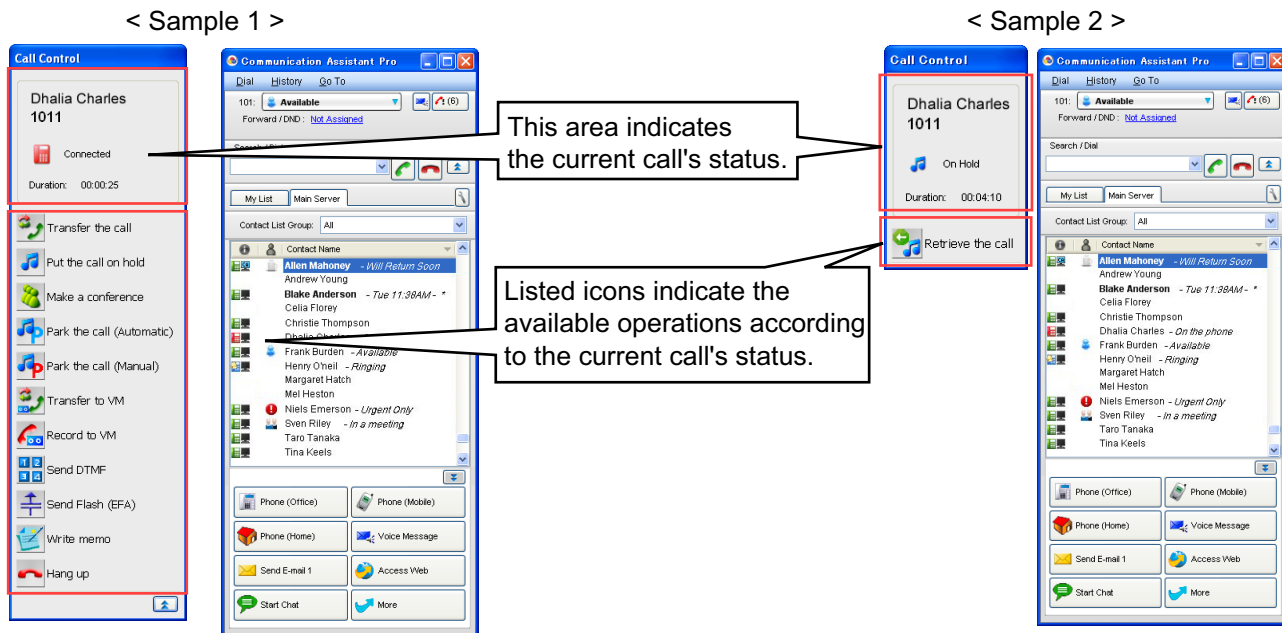 < Sample 1 >
< Sample 2 >
Call Control
Dhalia Charles
1011
Connected
Duration: 00:00:25
Transfer the call
Put the call on hold
Make a conference
Park the call (Automatic)
Park the call (Manual)
Transfer to VM
Record to VM
Send DTMF
Send Flash (EFA)
Write memo
Hang up
Communication Assistant Pro
Dial History Go To
101: Available (6)
Forward / DND : Not Assigned
Search / Dial
My List Main Server
Contact List Group: All
Contact Name
Allen Mahoney - Will Return Soon
Andrew Young
Blake Anderson - Tue 11:38AM - *
Celia Florey
Christie Thompson
Dhalia Charles
Frank Burden - Available
Henry O'neil - Ringing
Margaret Hatch
Mel Heston
Niels Emerson - Urgent Only
Sven Riley - In a meeting
Taro Tanaka
Tina Keels
Phone (Office) Phone (Mobile)
Phone (Home) Voice Message
Send E-mail 1 Access Web
Start Chat More
This area indicates
the current call's status.
Listed icons indicate the
available operations according
to the current call's status.
Call Control
Dhalia Charles
1011
On Hold
Duration: 00:04:10
Retrieve the call
Communication Assistant Pro
Dial History Go To
101: Available (6)
Forward / DND : Not Assigned
Search / Dial
My List Main Server
Contact List Group: All
Contact Name
Allen Mahoney - Will Return Soon
Andrew Young
Blake Anderson - Tue 11:38AM - *
Celia Florey
Christie Thompson
Dhalia Charles - On the phone
Frank Burden - Available
Henry O'neil - Ringing
Margaret Hatch
Mel Heston
Niels Emerson - Urgent Only
Sven Riley - In a meeting
Taro Tanaka
Tina Keels
Phone (Office) Phone (Mobile)
Phone (Home) Voice Message
Send E-mail 1 Access Web
Start Chat More